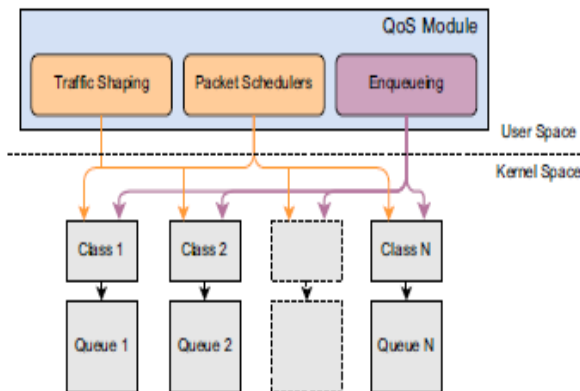 QoS Module
Traffic Shaping
Packet Schedulers
Enqueueing
User Space
Kernel Space
Class 1
Class 2
Class N
Queue 1
Queue 2
Queue N